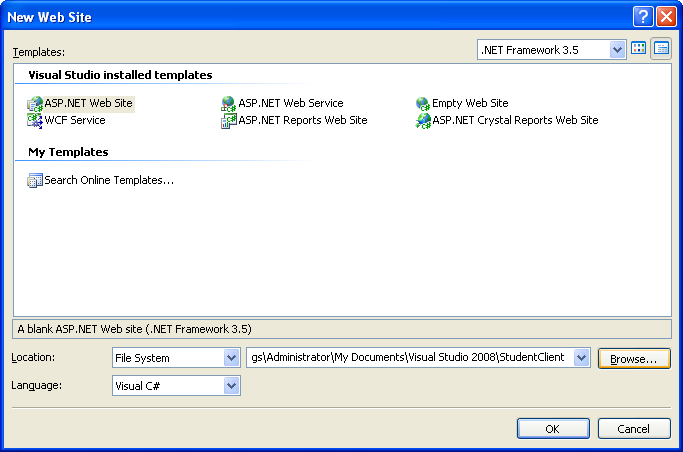 New Web Site
Templates:
.NET Framework 3.5
Visual Studio installed templates
ASP.NET Web Site
ASP.NET Web Service
Empty Web Site
WCF Service
ASP.NET Reports Web Site
ASP.NET Crystal Reports Web Site
My Templates
Search Online Templates...
A blank ASP.NET Web site (.NET Framework 3.5)
Location:
File System
gs\Administrator\My Documents\Visual Studio 2008\StudentClient
Browse...
Language:
Visual C#
OK
Cancel